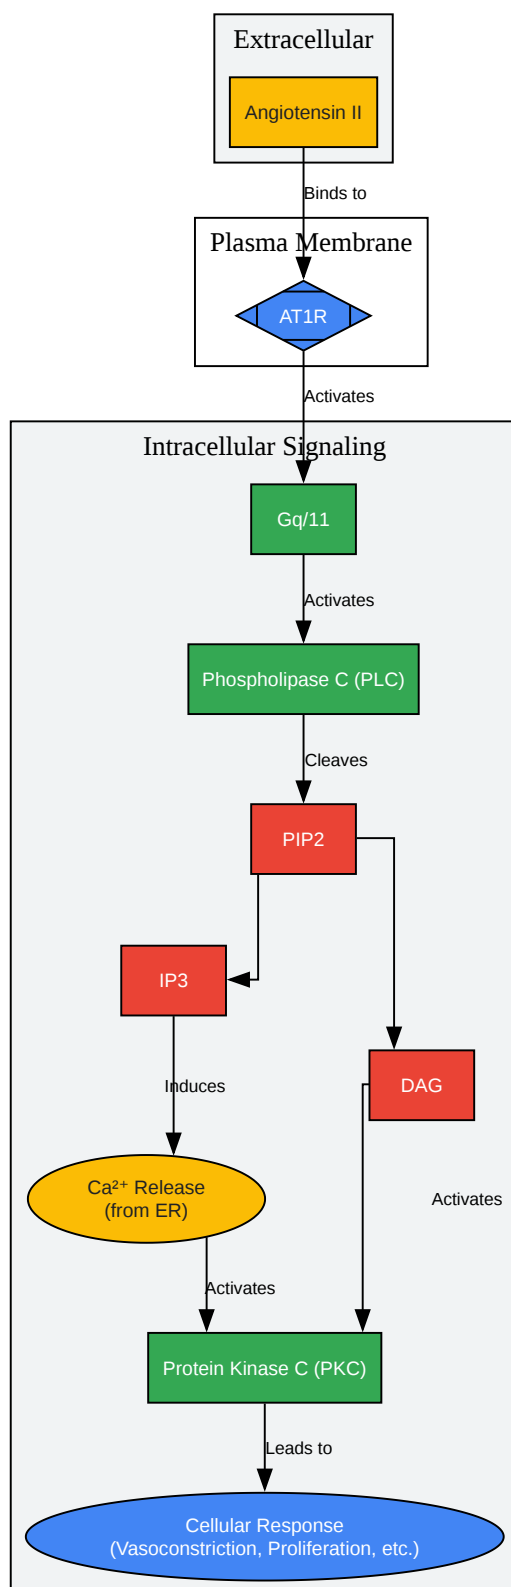 Extracellular
Angiotensin II
Binds to
Plasma Membrane
AT1R
Activates
Intracellular Signaling
Gq/11
Activates
Phospholipase C (PLC)
Cleaves
PIP2
IP3
DAG
Induces
Ca²⁺ Release
(from ER)
Activates
Activates
Protein Kinase C (PKC)
Leads to
Cellular Response
(Vasoconstriction, Proliferation, etc.)